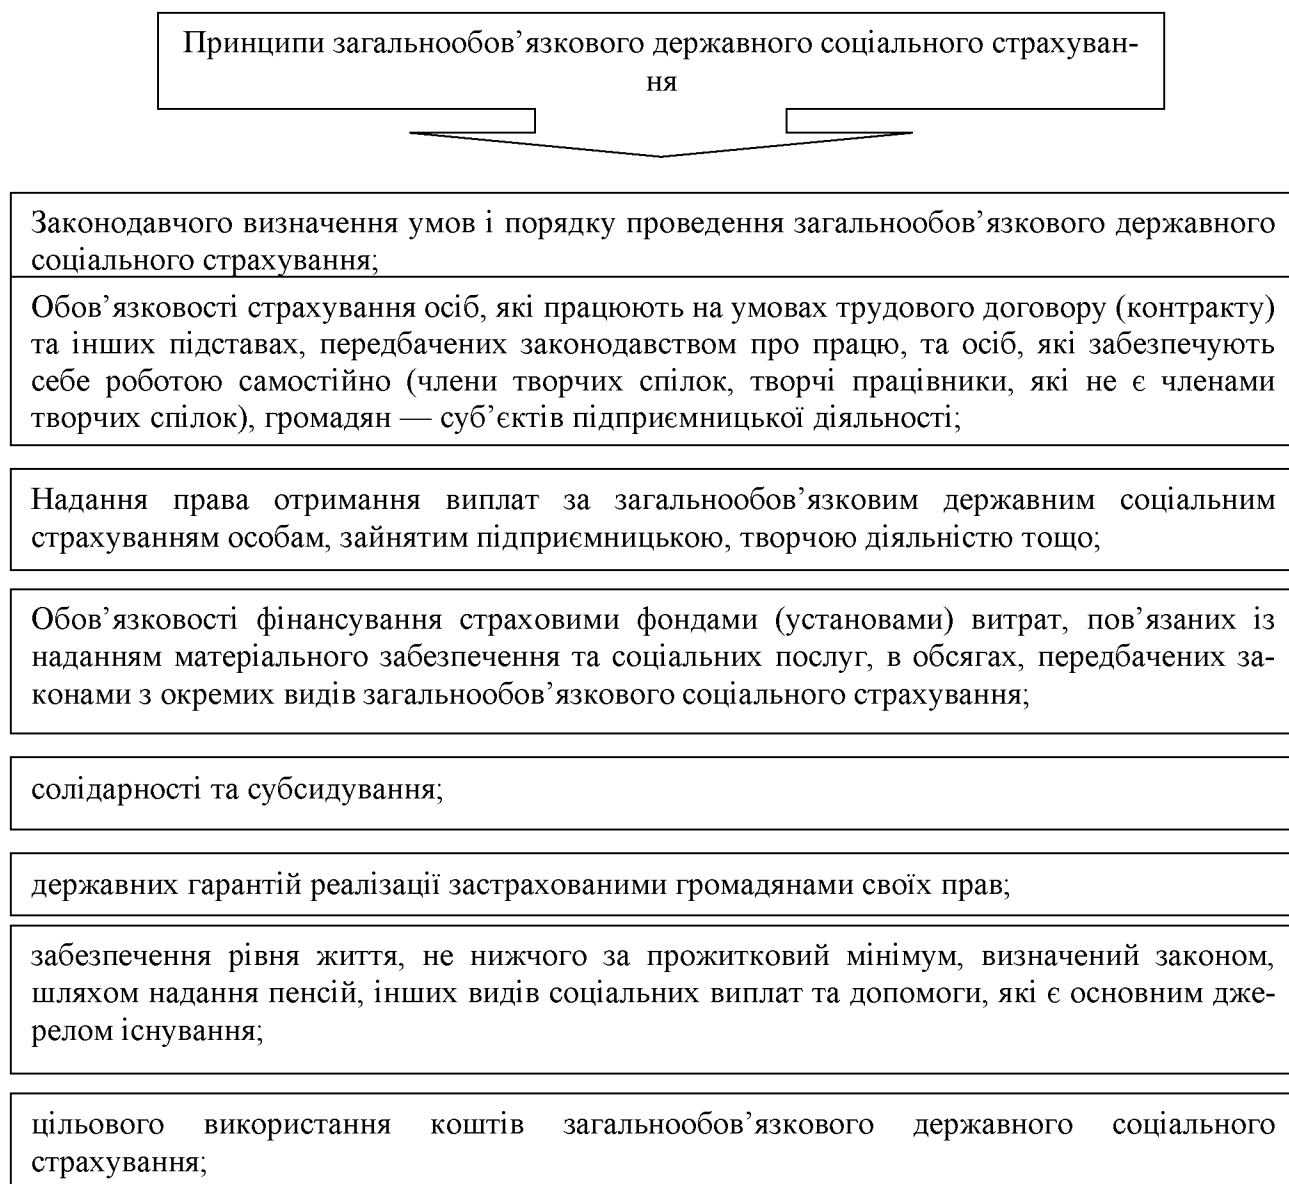 Принципи загальнообов’язкового державного соціального страхуван-
ня
Законодавчого визначення умов і порядку проведення загальнообов’язкового державного
соціального страхування;
Обов’язковості страхування осіб, які працюють на умовах трудового договору (контракту)
та інших підставах, передбачених законодавством про працю, та осіб, які забезпечують
себе роботою самостійно (члени творчих спілок, творчі працівники, які не є членами
творчих спілок), громадян — суб’єктів підприємницької діяльності;
Надання права отримання виплат за загальнообов’язковим державним соціальним
страхуванням особам, зайнятим підприємницькою, творчою діяльністю тощо;
Обов’язковості фінансування страховими фондами (установами) витрат, пов’язаних із
наданням матеріального забезпечення та соціальних послуг, в обсягах, передбачених за-
конами з окремих видів загальнообов’язкового соціального страхування;
солідарності та субсидування;
державних гарантій реалізації застрахованими громадянами своїх прав;
забезпечення рівня життя, не нижчого за прожитковий мінімум, визначений законом,
шляхом надання пенсій, інших видів соціальних виплат та допомоги, які є основним дже-
релом існування;
цільового використання коштів загальнообов’язкового державного соціального
страхування;